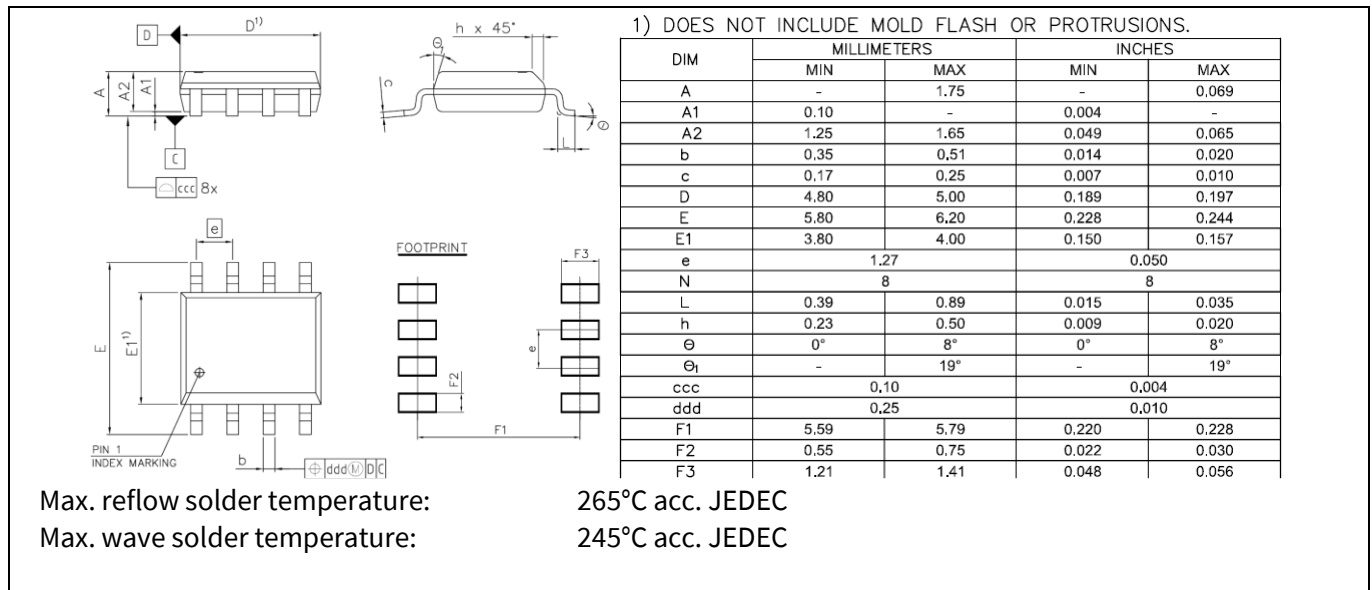 1) DOES NOT INCLUDE MOLD FLASH OR PROTRUSIONS.
D
D1)
h x 45°
Θ1
A
A2
A1
c
Θ
L
C
ccc 8x
e
FOOTPRINT
F3
E
E1 1)
e
F2
F1
PIN 1
INDEX MARKING
b
ddd M D C
DIM MILLIMETERS INCHES
MIN MAX MIN MAX
A - 1.75 - 0.069
A1 0.10 - 0.004 -
A2 1.25 1.65 0.049 0.065
b 0.35 0.51 0.014 0.020
c 0.17 0.25 0.007 0.010
D 4.80 5.00 0.189 0.197
E 5.80 6.20 0.228 0.244
E1 3.80 4.00 0.150 0.157
e 1.27 0.050
N 8 8
L 0.39 0.89 0.015 0.035
h 0.23 0.50 0.009 0.020
Θ 0° 8° 0° 8°
Θ1 - 19° - 19°
ccc 0.10 0.004
ddd 0.25 0.010
F1 5.59 5.79 0.220 0.228
F2 0.55 0.75 0.022 0.030
F3 1.21 1.41 0.048 0.056
Max. reflow solder temperature: 265°C acc. JEDEC
Max. wave solder temperature: 245°C acc. JEDEC